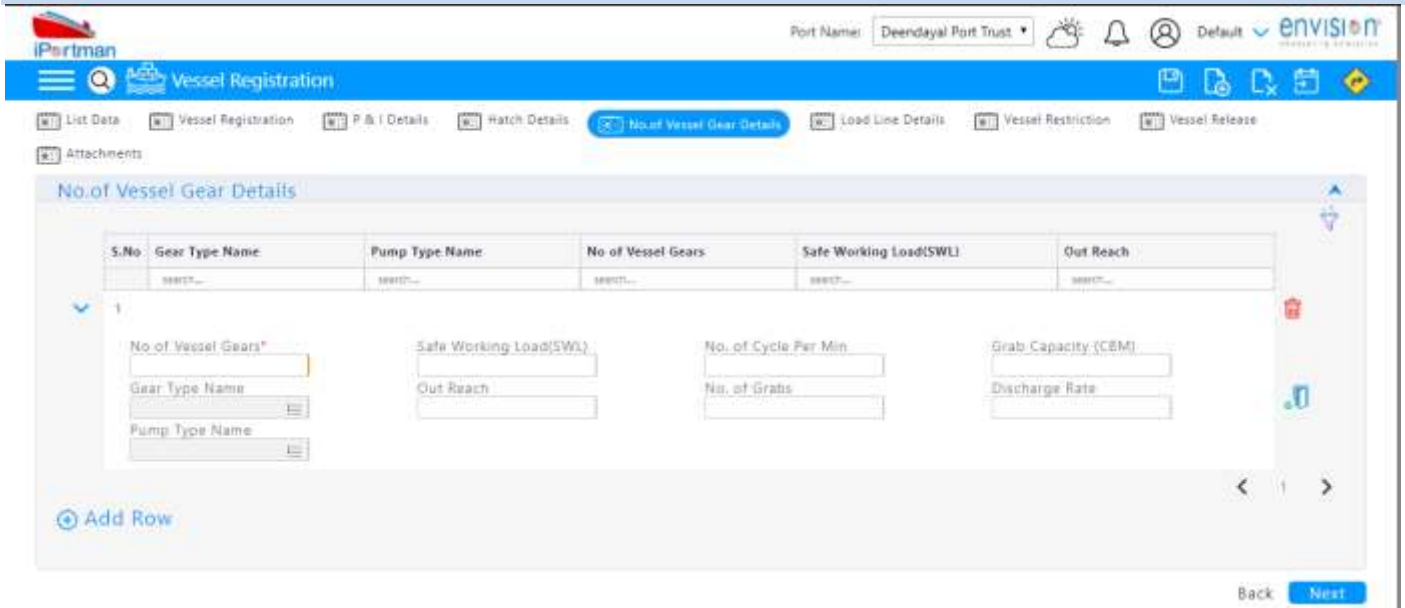 Port Name: Deendayal Port Trust Default envision
iPortman
Vessel Registration
List Data Vessel Registration P & I Details Hatch Details No.of Vessel Gear Details Load Line Details Vessel Restriction Vessel Release
Attachments
No.of Vessel Gear Details
S.No Gear Type Name Pump Type Name No of Vessel Gears Safe Working Load(SWL) Out Reach
search... search... search... search... search...
1
No of Vessel Gears* Safe Working Load(SWL) No. of Cycle Per Min Grab Capacity (CBM)
Gear Type Name Out Reach No. of Grabs Discharge Rate
Pump Type Name
1
Add Row
Back Next